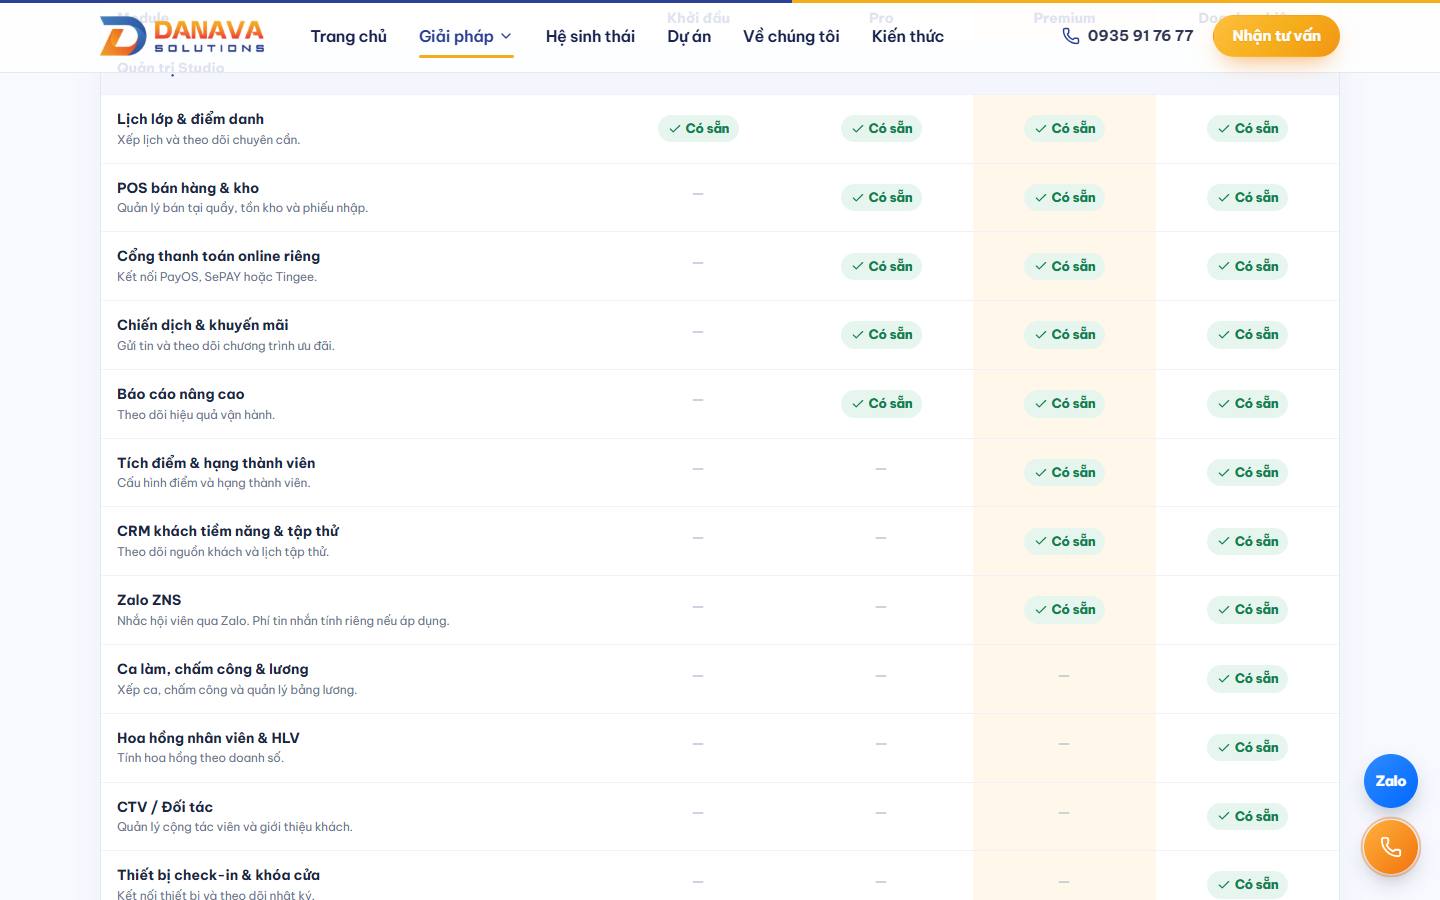 Module Khởi đầu Pro Premium
DANAVA
SOLUTIONS
Trang chủ Giải pháp Hệ sinh thái Dự án Về chúng tôi Kiến thức 0935 91 76 77 Nhận tư vấn
Quản trị Studio
Lịch lớp & điểm danh Có sẵn Có sẵn Có sẵn Có sẵn
Xếp lịch và theo dõi chuyên cần.
POS bán hàng & kho — Có sẵn Có sẵn Có sẵn
Quản lý bán tại quầy, tồn kho và phiếu nhập.
Cổng thanh toán online riêng — Có sẵn Có sẵn Có sẵn
Kết nối PayOS, SePAY hoặc Tingee.
Chiến dịch & khuyến mãi — Có sẵn Có sẵn Có sẵn
Gửi tin và theo dõi chương trình ưu đãi.
Báo cáo nâng cao — Có sẵn Có sẵn Có sẵn
Theo dõi hiệu quả vận hành.
Tích điểm & hạng thành viên — — Có sẵn Có sẵn
Cấu hình điểm và hạng thành viên.
CRM khách tiềm năng & tập thử — — Có sẵn Có sẵn
Theo dõi nguồn khách và lịch tập thử.
Zalo ZNS — — Có sẵn Có sẵn
Nhắc hội viên qua Zalo. Phí tin nhắn tính riêng nếu áp dụng.
Ca làm, chấm công & lương — — — Có sẵn
Xếp ca, chấm công và quản lý bảng lương.
Hoa hồng nhân viên & HLV — — — Có sẵn
Tính hoa hồng theo doanh số.
Zalo
CTV / Đối tác — — — Có sẵn
Quản lý cộng tác viên và giới thiệu khách.
Thiết bị check-in & khóa cửa — — — Có sẵn
Kết nối thiết bị và theo dõi nhật ký.